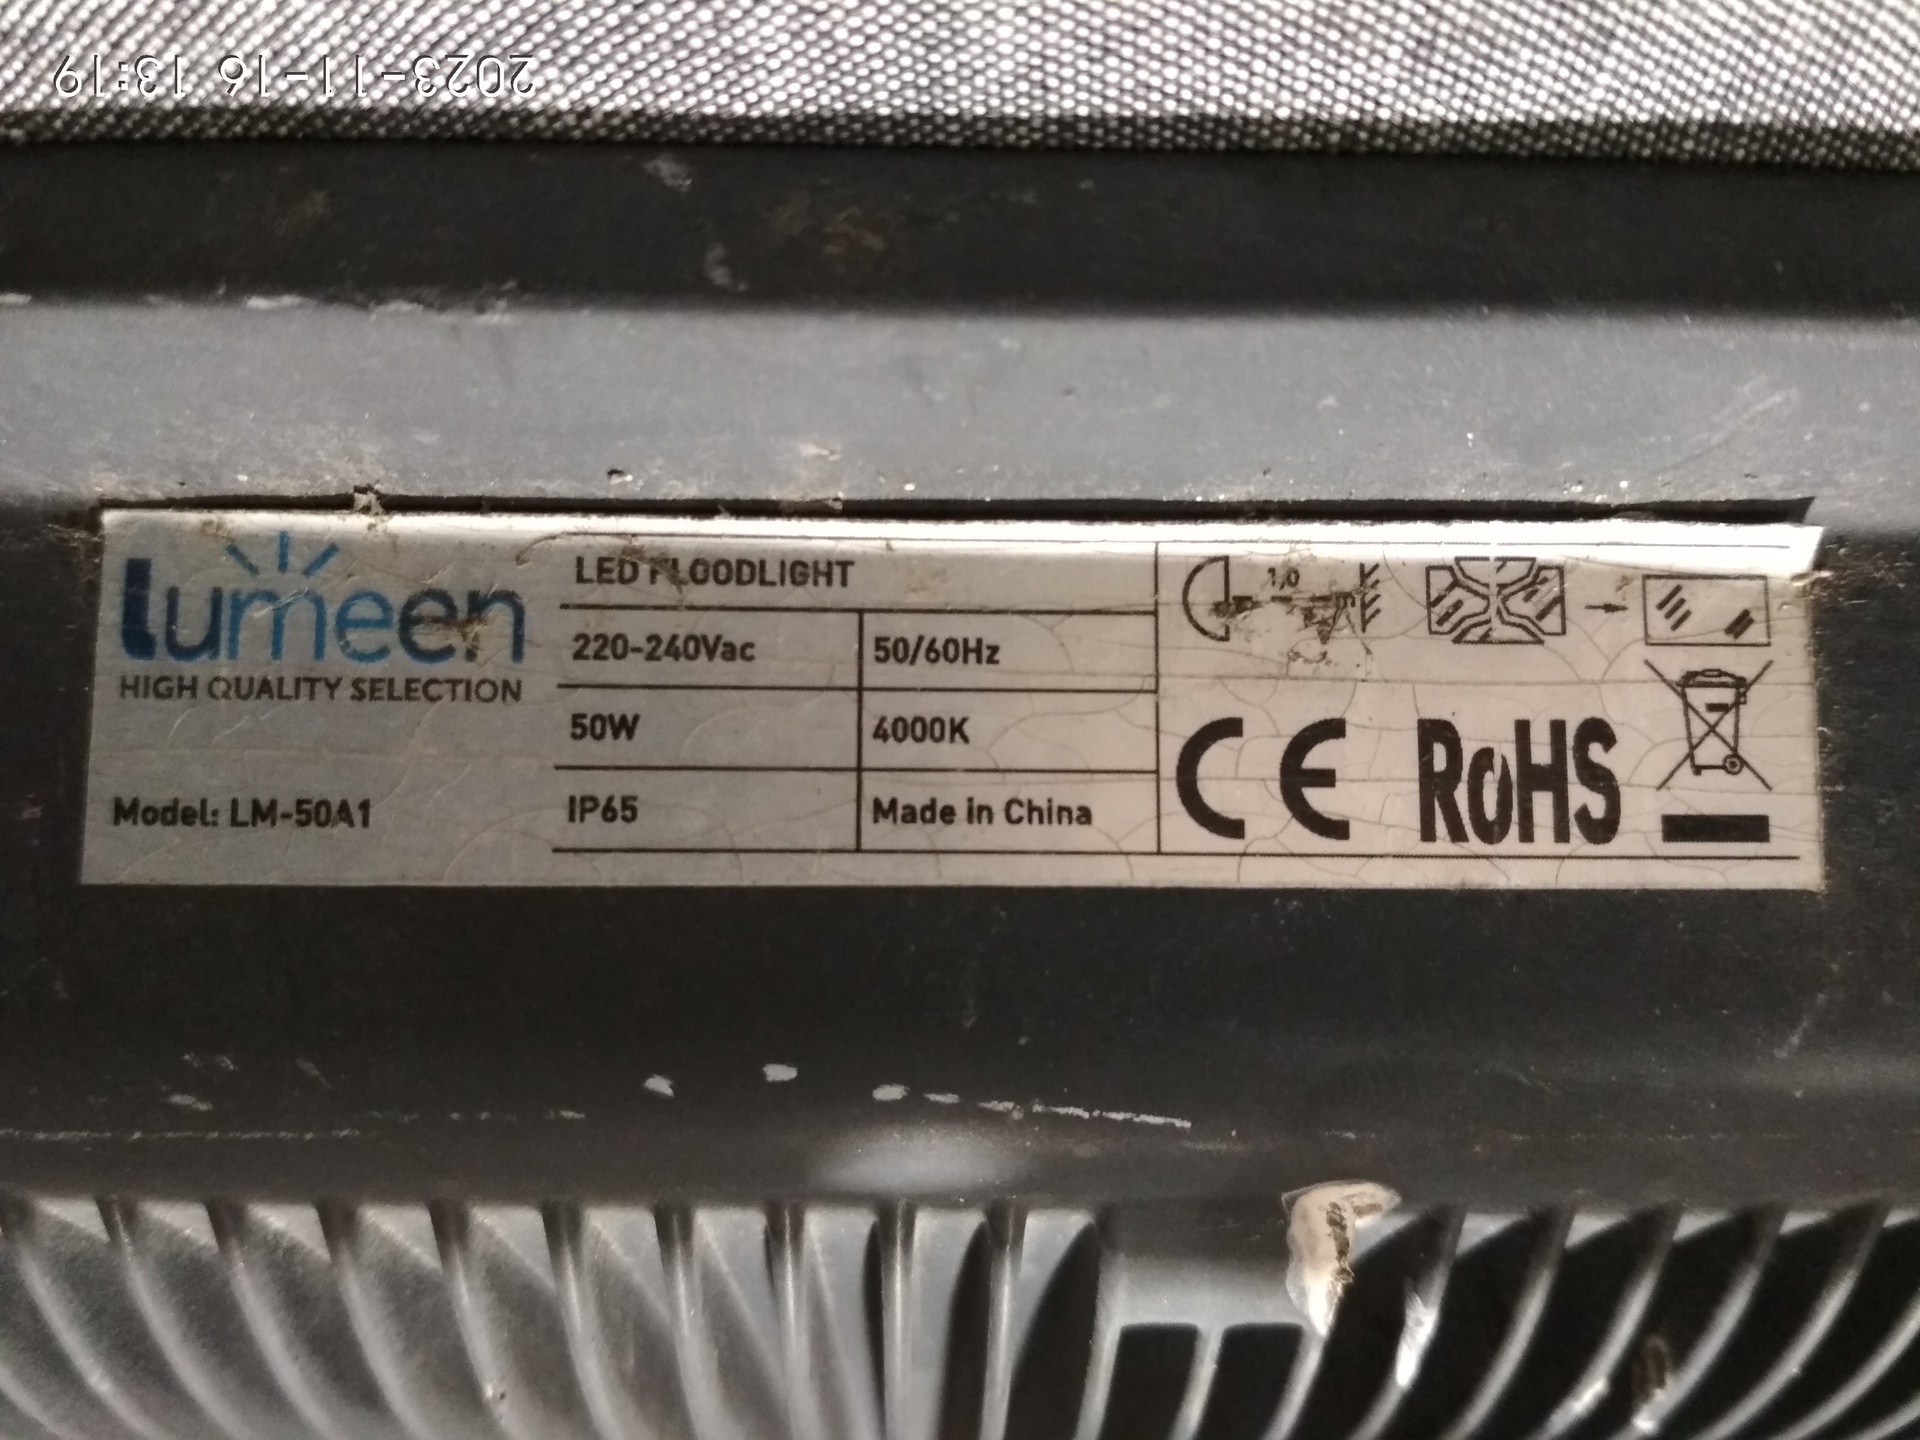 2023-11-16 13:19
lumeen
HIGH QUALITY SELECTION
Model: LM-50A1
LED FLOODLIGHT
220-240Vac 50/60Hz
50W 4000K
IP65 Made in China
1,0
CE RoHS